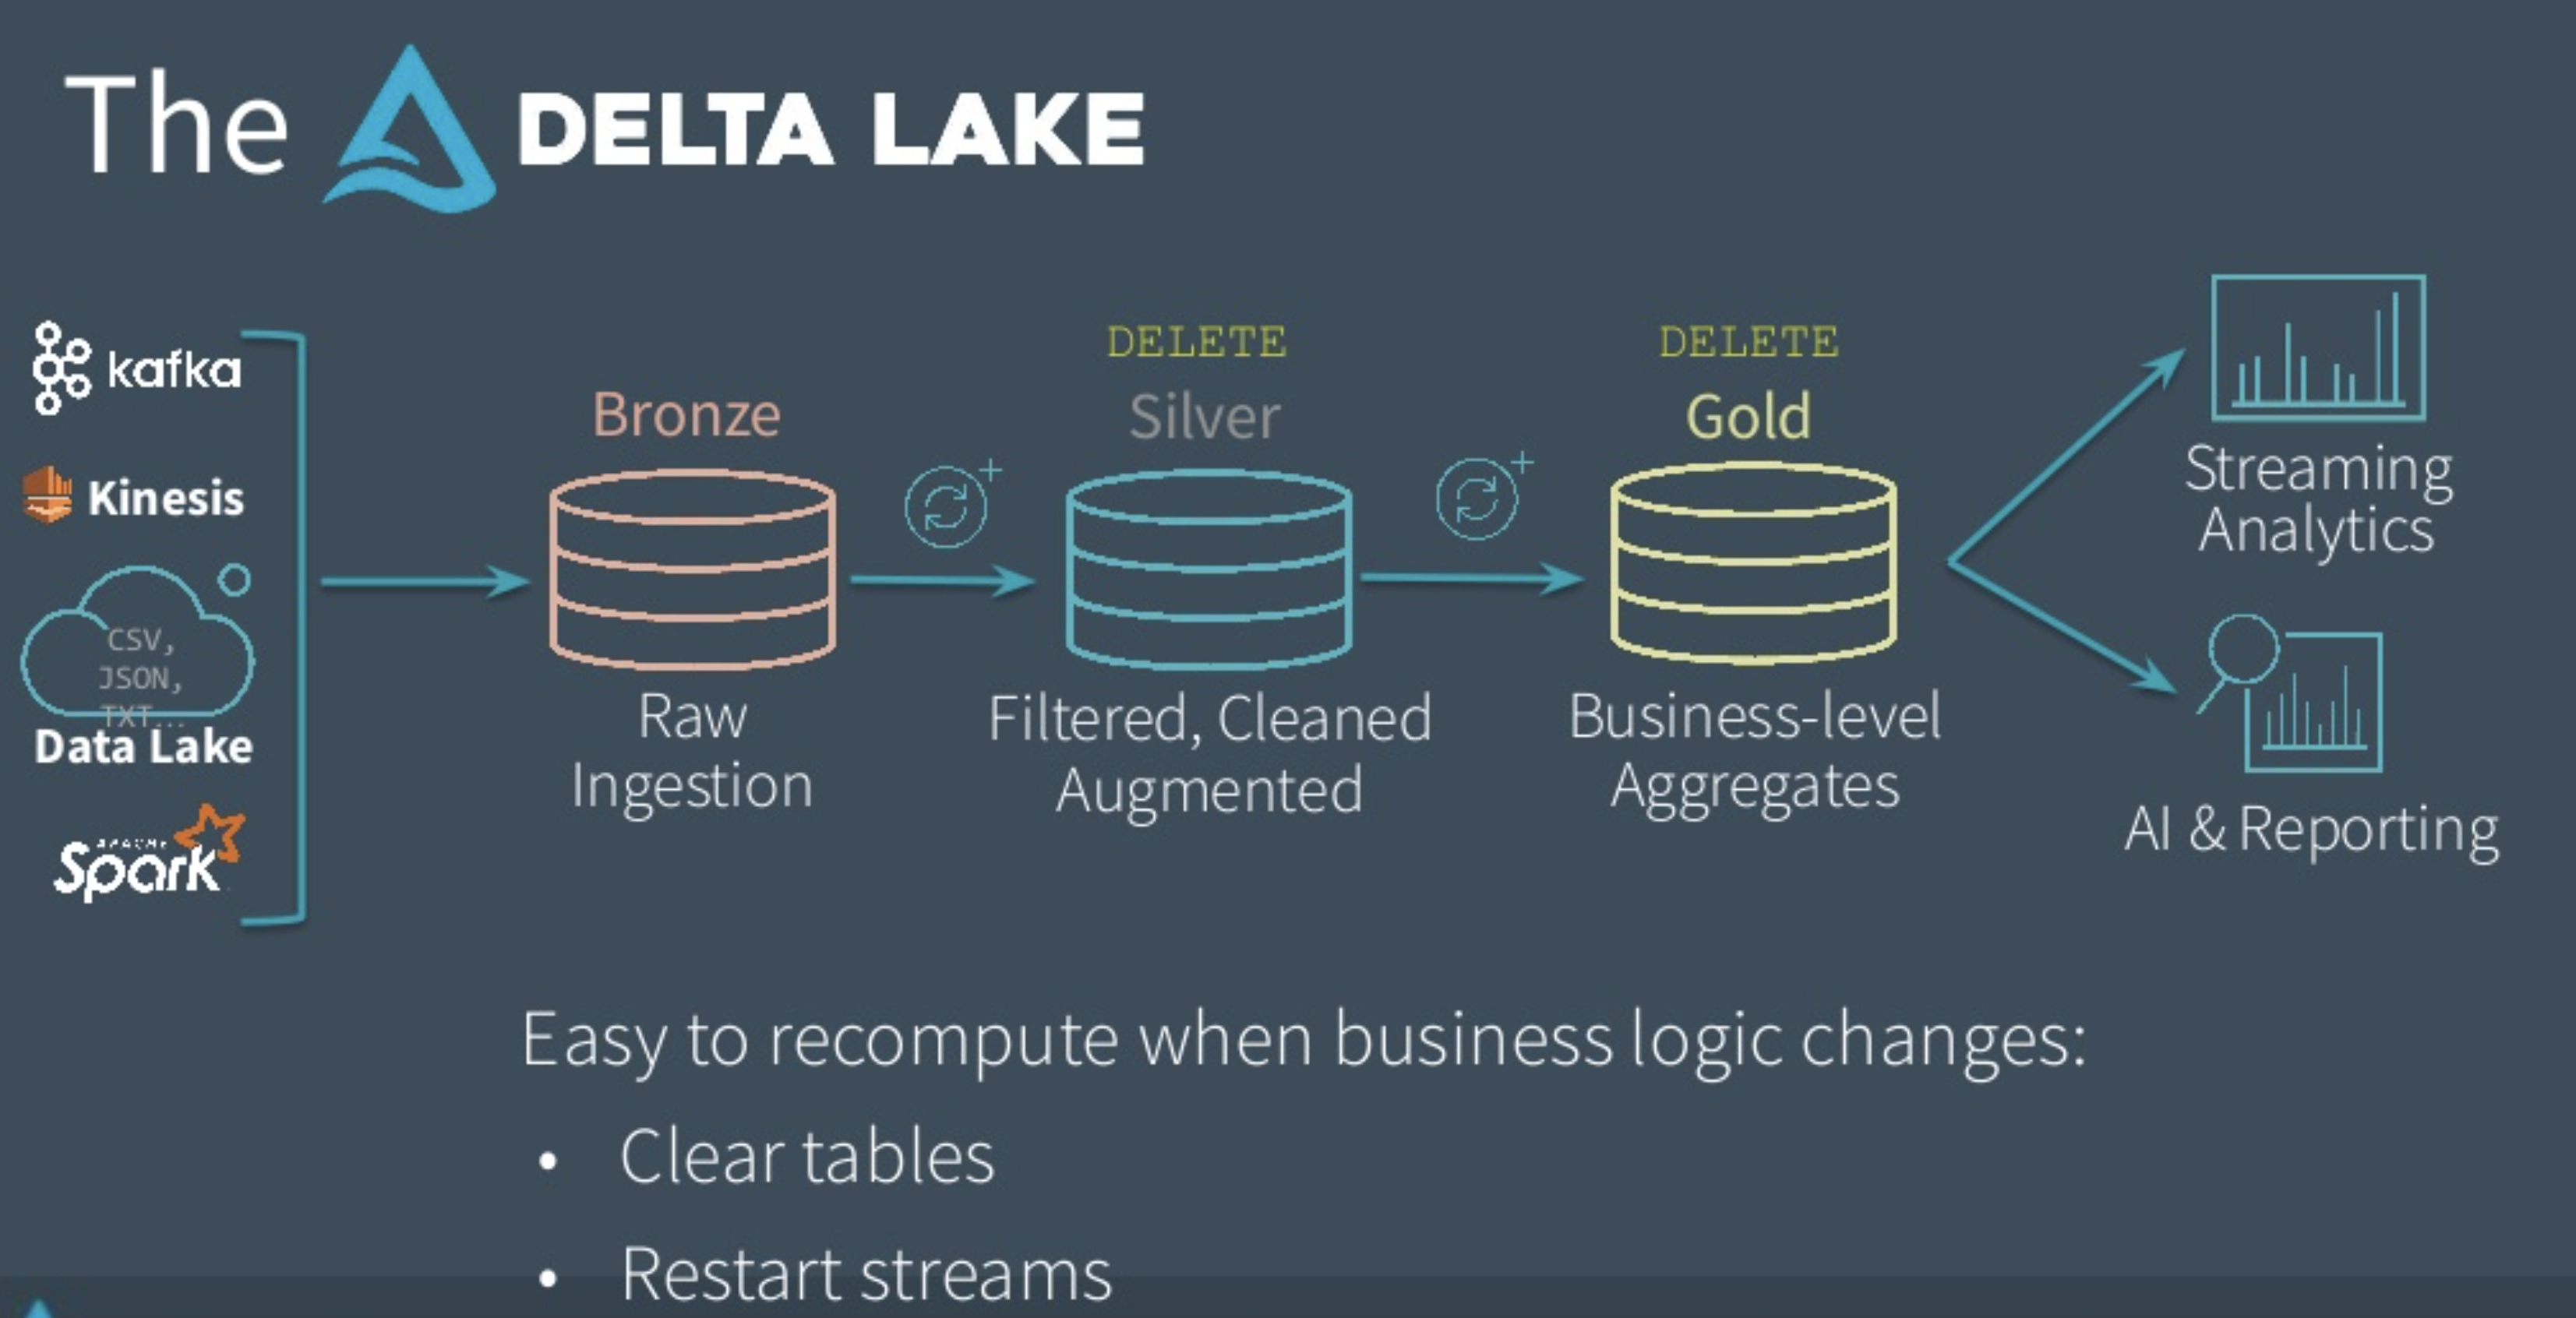 The DELTA LAKE
kafka
Kinesis
CSV,
JSON,
TXT...
Data Lake
APACHE
Spark
Bronze
Raw
Ingestion
DELETE
Silver
Filtered, Cleaned
Augmented
DELETE
Gold
Business-level
Aggregates
Streaming
Analytics
AI & Reporting
Easy to recompute when business logic changes:
• Clear tables
• Restart streams